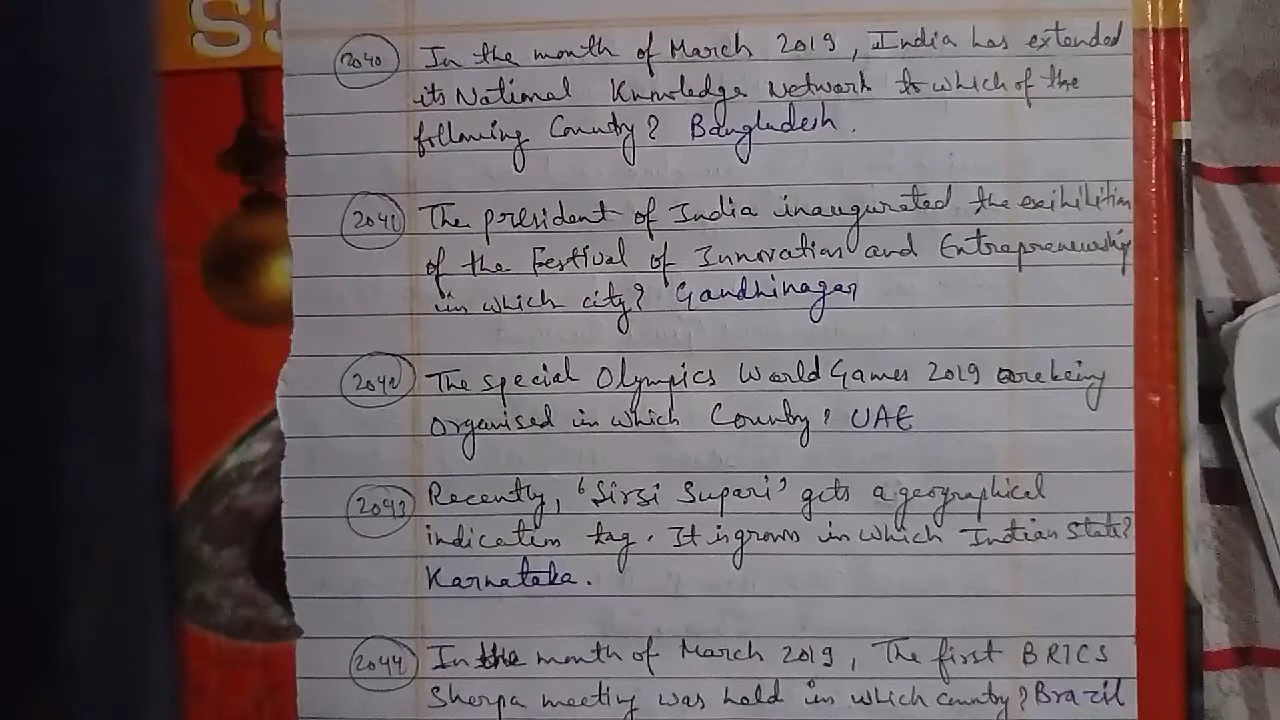 2040 In the month of March 2019, India has extended
its National Knowledge Network to which of the
following Country? Bangladesh.
2041 The president of India inaugurated the exihibition
of the Festival of Innovation and Entrepreneurship
in which city? Gandhinagar
2042 The special Olympics World Games 2019 are being
organised in which Country? UAE
2043 Recently, 'Sirsi Supari' gets a geographical
indication tag. It is grown in which Indian State?
Karnataka.
2044 In the month of March 2019, The first BRICS
Sherpa meeting was held in which country? Brazil